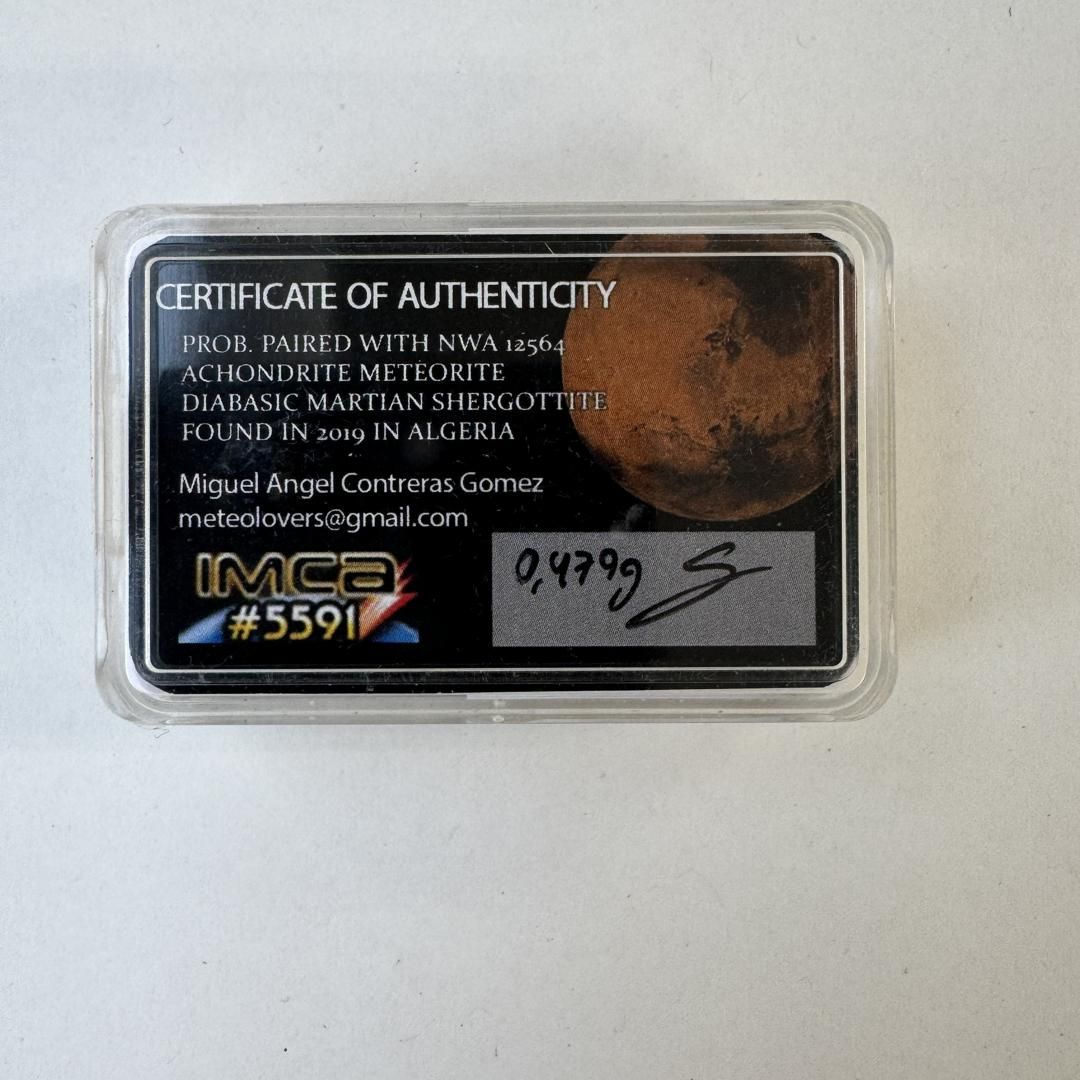 CERTIFICATE OF AUTHENTICITY
PROB. PAIRED WITH NWA 12564
ACHONDRITE METEORITE
DIABASIC MARTIAN SHERGOTTITE
FOUND IN 2019 IN ALGERIA
Miguel Angel Contreras Gomez
meteolovers@gmail.com
IMCA
#5591
0,479g